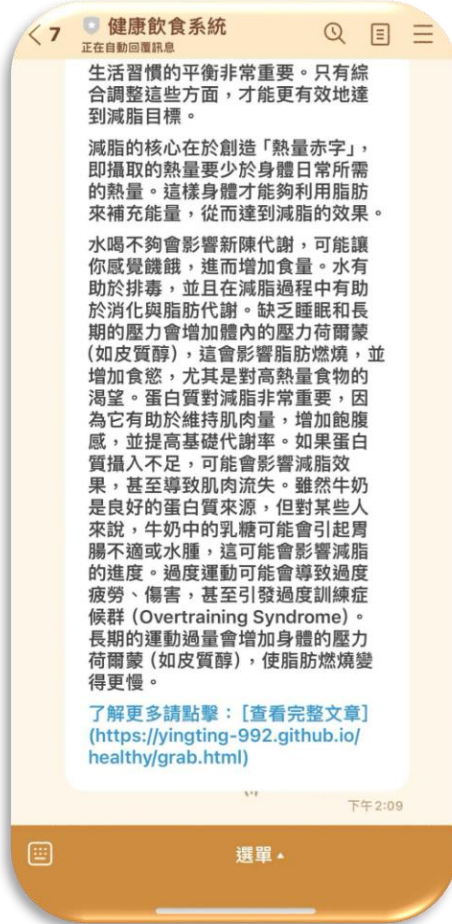 7
健康飲食系統
正在自動回覆訊息
生活習慣的平衡非常重要。只有綜
合調整這些方面,才能更有效地達
到減脂目標。
減脂的核心在於創造「熱量赤字」,
即攝取的熱量要少於身體日常所需
的熱量。這樣身體才能夠利用脂肪
來補充能量,從而達到減脂的效果。
水喝不夠會影響新陳代謝,可能讓
你感覺饑餓,進而增加食量。水有
助於排毒,並且在減脂過程中有助
於消化與脂肪代謝。缺乏睡眠和長
期的壓力會增加體內的壓力荷爾蒙
(如皮質醇),這會影響脂肪燃燒,並
增加食慾,尤其是對高熱量食物的
渴望。蛋白質對減脂非常重要,因
為它有助於維持肌肉量,增加飽腹
感,並提高基礎代謝率。如果蛋白
質攝入不足,可能會影響減脂效
果,甚至導致肌肉流失。雖然牛奶
是良好的蛋白質來源,但對某些人
來說,牛奶中的乳糖可能會引起胃
腸不適或水腫,這可能會影響減脂
的進度。過度運動可能會導致過度
疲勞、傷害,甚至引發過度訓練症
候群 (Overtraining Syndrome)。
長期的運動過量會增加身體的壓力
荷爾蒙 (如皮質醇),使脂肪燃燒變
得更慢。
了解更多請點擊:[查看完整文章]
(https://yingting-992.github.io/
healthy/grab.html)
下午2:09
選單